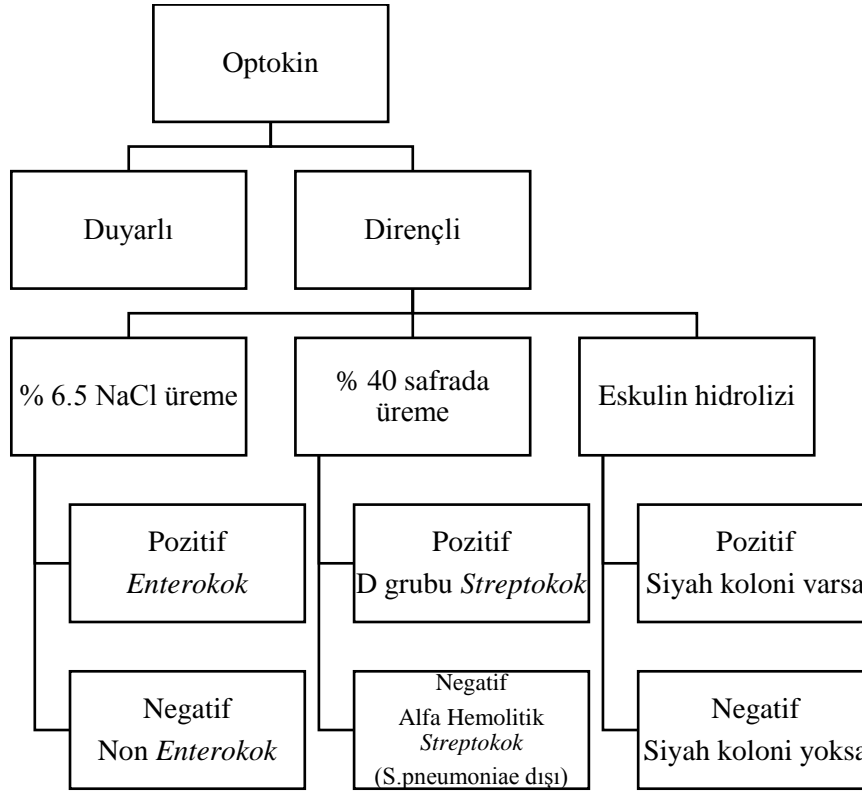 Optokin
Duyarlı
Dirençli
% 6.5 NaCl üreme
% 40 safrada
üreme
Eskulin hidrolizi
Pozitif
Enterokok
Negatif
Non Enterokok
Pozitif
D grubu Streptokok
Negatif
Alfa Hemolitik
Streptokok
(S.pneumoniae dışı)
Pozitif
Siyah koloni varsa
Negatif
Siyah koloni yoksa